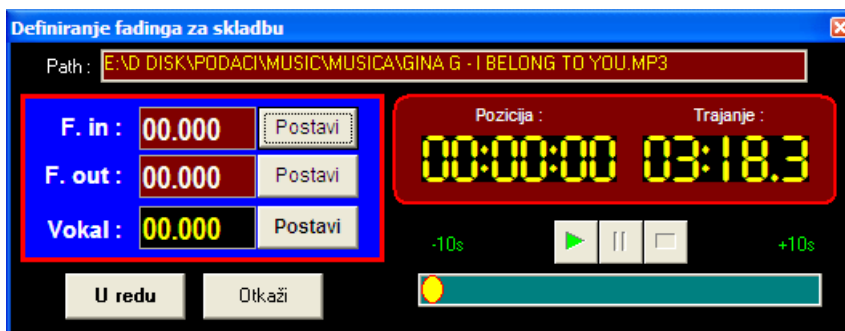 Definiranje fadinga za skladbu
Path : E:\D DISK\PODACI\MUSIC\MUSICA\GINA G - I BELONG TO YOU.MP3
F. in : 00.000 Postavi
F. out : 00.000 Postavi
Vokal : 00.000 Postavi
Pozicija : Trajanje :
00:00:00 03:18.3
-10s +10s
U redu Otkaži